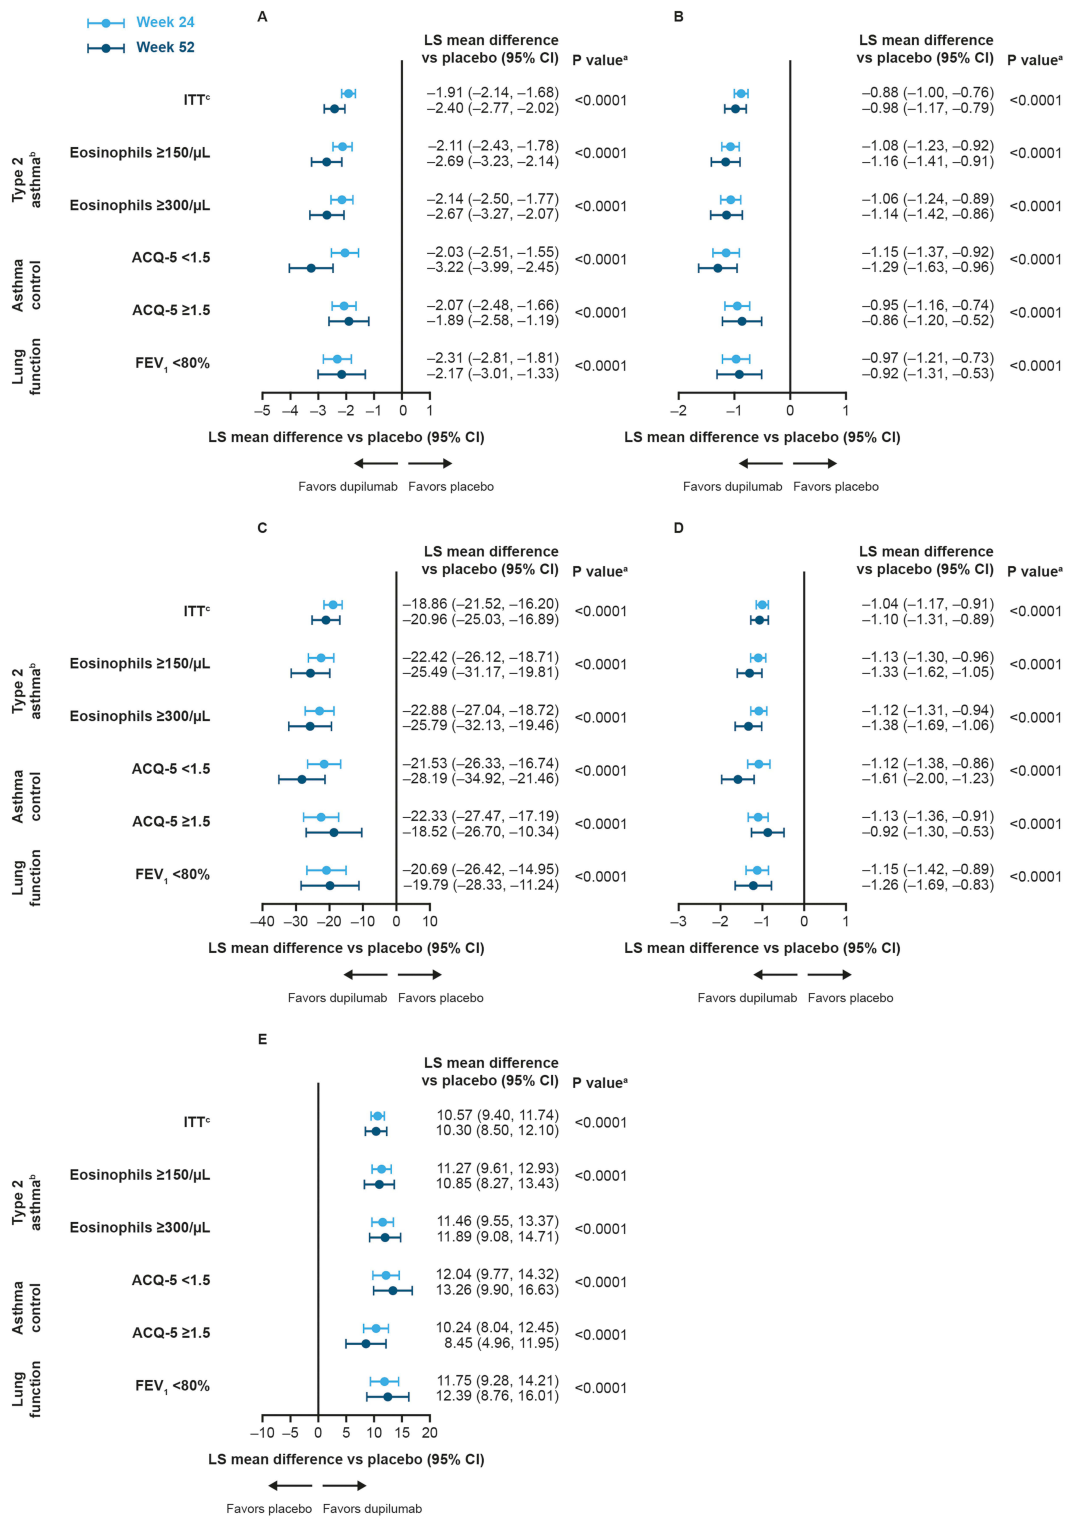 Week 24
Week 52
A
LS mean difference
vs placebo (95% CI)
P valueᵃ
ITTᶜ
–1.91 (–2.14, –1.68)
–2.40 (–2.77, –2.02)
<0.0001
Type 2
asthmaᵇ
Eosinophils ≥150/µL
–2.11 (–2.43, –1.78)
–2.69 (–3.23, –2.14)
<0.0001
Eosinophils ≥300/µL
–2.14 (–2.50, –1.77)
–2.67 (–3.27, –2.07)
<0.0001
Asthma
control
ACQ-5 <1.5
–2.03 (–2.51, –1.55)
–3.22 (–3.99, –2.45)
<0.0001
ACQ-5 ≥1.5
–2.07 (–2.48, –1.66)
–1.89 (–2.58, –1.19)
<0.0001
Lung
function
FEV₁ <80%
–2.31 (–2.81, –1.81)
–2.17 (–3.01, –1.33)
<0.0001
–5 –4 –3 –2 –1 0 1
LS mean difference vs placebo (95% CI)
Favors dupilumab Favors placebo
B
LS mean difference
vs placebo (95% CI)
P valueᵃ
–0.88 (–1.00, –0.76)
–0.98 (–1.17, –0.79)
<0.0001
–1.08 (–1.23, –0.92)
–1.16 (–1.41, –0.91)
<0.0001
–1.06 (–1.24, –0.89)
–1.14 (–1.42, –0.86)
<0.0001
–1.15 (–1.37, –0.92)
–1.29 (–1.63, –0.96)
<0.0001
–0.95 (–1.16, –0.74)
–0.86 (–1.20, –0.52)
<0.0001
–0.97 (–1.21, –0.73)
–0.92 (–1.31, –0.53)
<0.0001
–2 –1 0 1
LS mean difference vs placebo (95% CI)
Favors dupilumab Favors placebo
C
LS mean difference
vs placebo (95% CI)
P valueᵃ
ITTᶜ
–18.86 (–21.52, –16.20)
–20.96 (–25.03, –16.89)
<0.0001
Type 2
asthmaᵇ
Eosinophils ≥150/µL
–22.42 (–26.12, –18.71)
–25.49 (–31.17, –19.81)
<0.0001
Eosinophils ≥300/µL
–22.88 (–27.04, –18.72)
–25.79 (–32.13, –19.46)
<0.0001
Asthma
control
ACQ-5 <1.5
–21.53 (–26.33, –16.74)
–28.19 (–34.92, –21.46)
<0.0001
ACQ-5 ≥1.5
–22.33 (–27.47, –17.19)
–18.52 (–26.70, –10.34)
<0.0001
Lung
function
FEV₁ <80%
–20.69 (–26.42, –14.95)
–19.79 (–28.33, –11.24)
<0.0001
–40 –30 –20 –10 0 10
LS mean difference vs placebo (95% CI)
Favors dupilumab Favors placebo
D
LS mean difference
vs placebo (95% CI)
P valueᵃ
–1.04 (–1.17, –0.91)
–1.10 (–1.31, –0.89)
<0.0001
–1.13 (–1.30, –0.96)
–1.33 (–1.62, –1.05)
<0.0001
–1.12 (–1.31, –0.94)
–1.38 (–1.69, –1.06)
<0.0001
–1.12 (–1.38, –0.86)
–1.61 (–2.00, –1.23)
<0.0001
–1.13 (–1.36, –0.91)
–0.92 (–1.30, –0.53)
<0.0001
–1.15 (–1.42, –0.89)
–1.26 (–1.69, –0.83)
<0.0001
–3 –2 –1 0 1
LS mean difference vs placebo (95% CI)
Favors dupilumab Favors placebo
E
LS mean difference
vs placebo (95% CI)
P valueᵃ
ITTᶜ
10.57 (9.40, 11.74)
10.30 (8.50, 12.10)
<0.0001
Type 2
asthmaᵇ
Eosinophils ≥150/µL
11.27 (9.61, 12.93)
10.85 (8.27, 13.43)
<0.0001
Eosinophils ≥300/µL
11.46 (9.55, 13.37)
11.89 (9.08, 14.71)
<0.0001
Asthma
control
ACQ-5 <1.5
12.04 (9.77, 14.32)
13.26 (9.90, 16.63)
<0.0001
ACQ-5 ≥1.5
10.24 (8.04, 12.45)
8.45 (4.96, 11.95)
<0.0001
Lung
function
FEV₁ <80%
11.75 (9.28, 14.21)
12.39 (8.76, 16.01)
<0.0001
–10 –5 0 5 10 15 20
LS mean difference vs placebo (95% CI)
Favors placebo Favors dupilumab